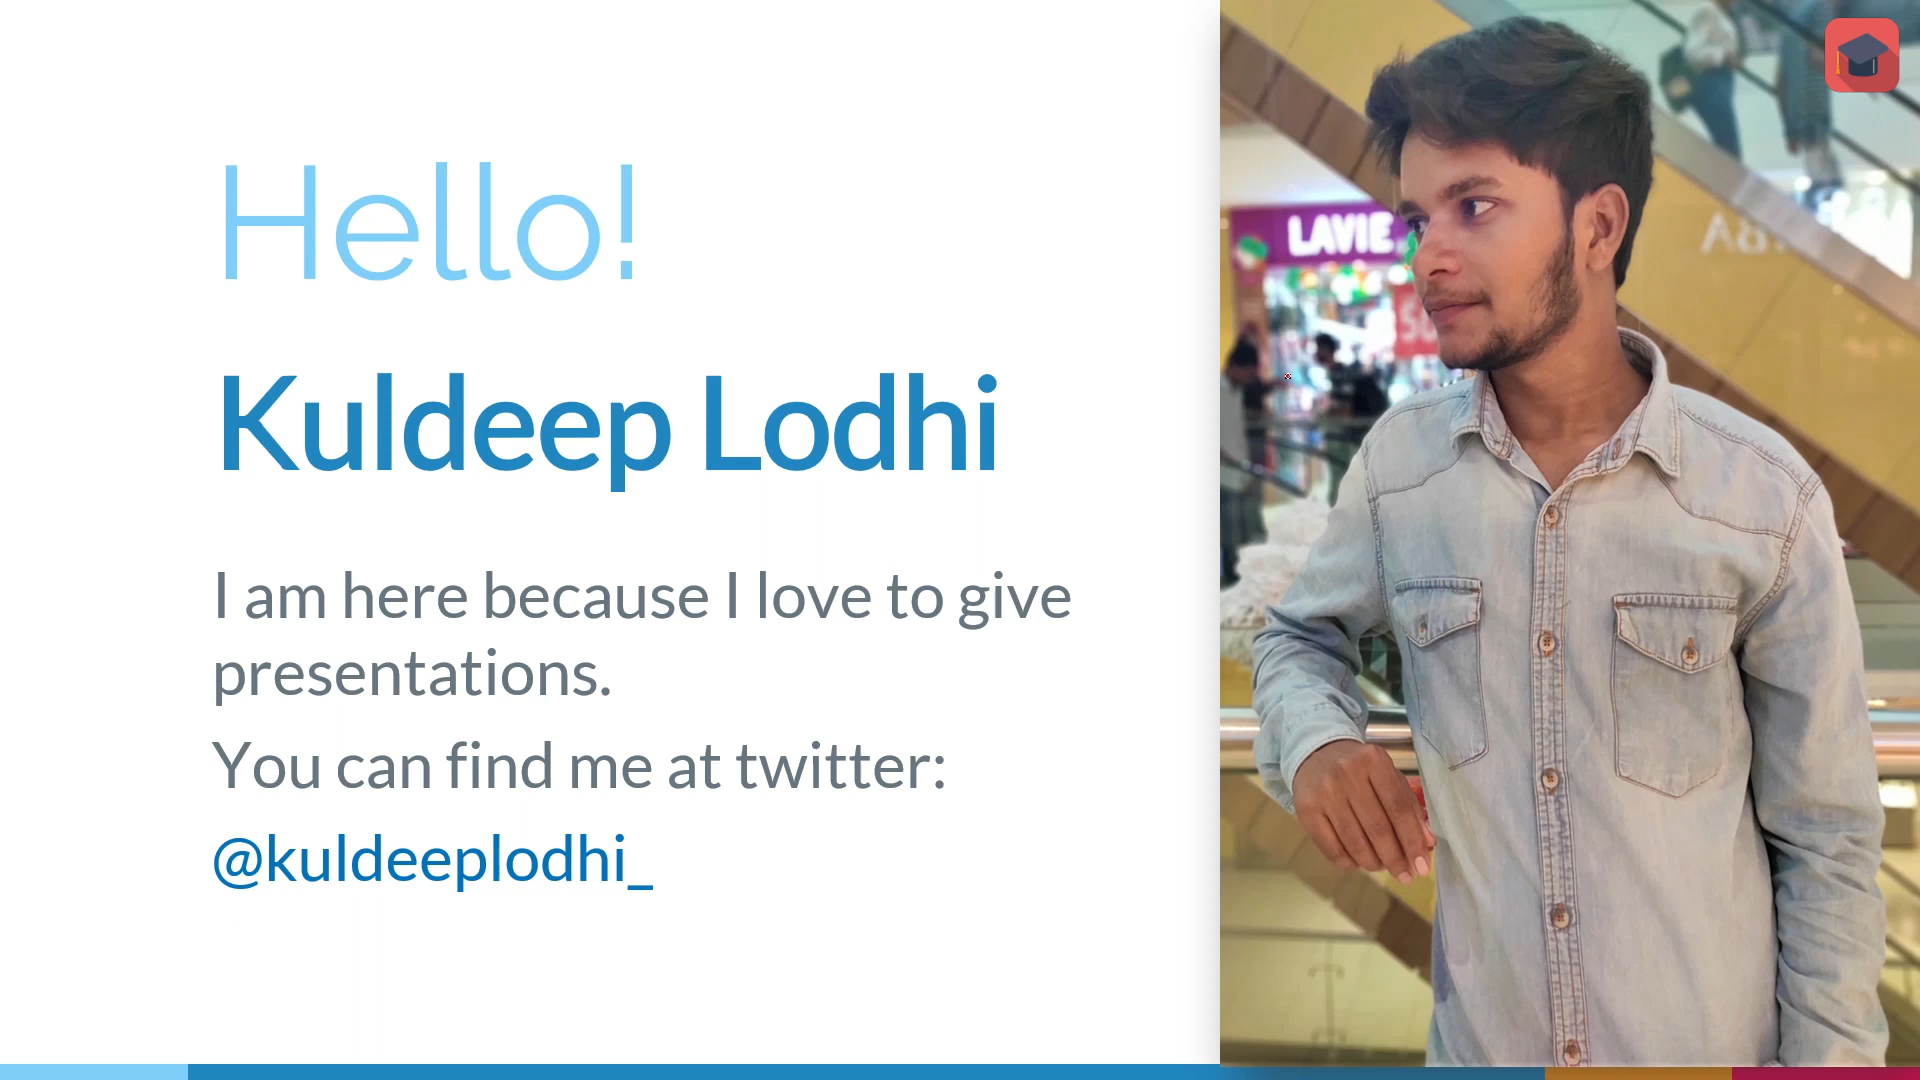 Hello!
Kuldeep Lodhi
I am here because I love to give
presentations.
You can find me at twitter:
@kuldeeplodhi_
LAVIE